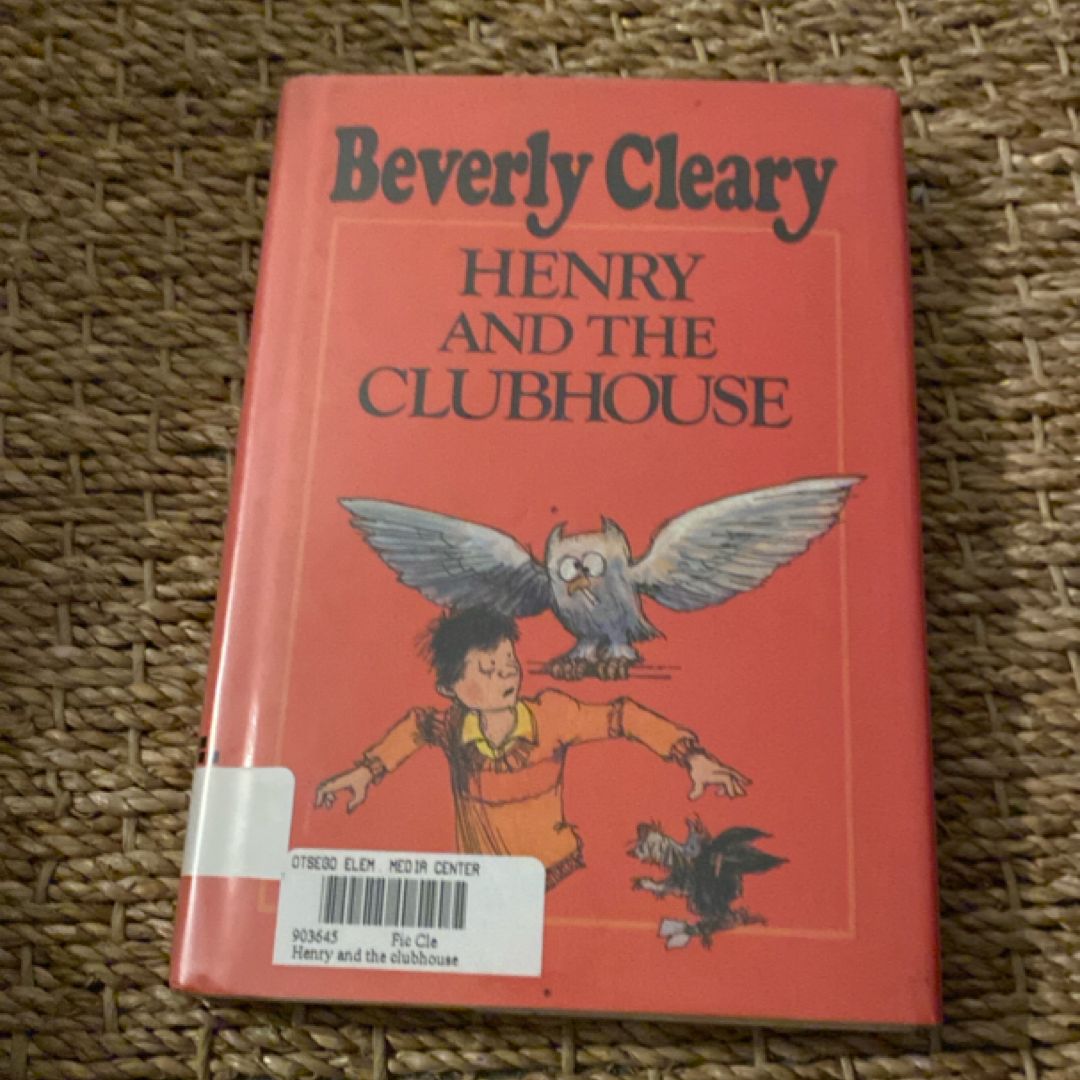 Beverly Cleary
HENRY
AND THE
CLUBHOUSE
OTSEGO ELEM. MEDIA CENTER
903645 Fic Cle
Henry and the clubhouse